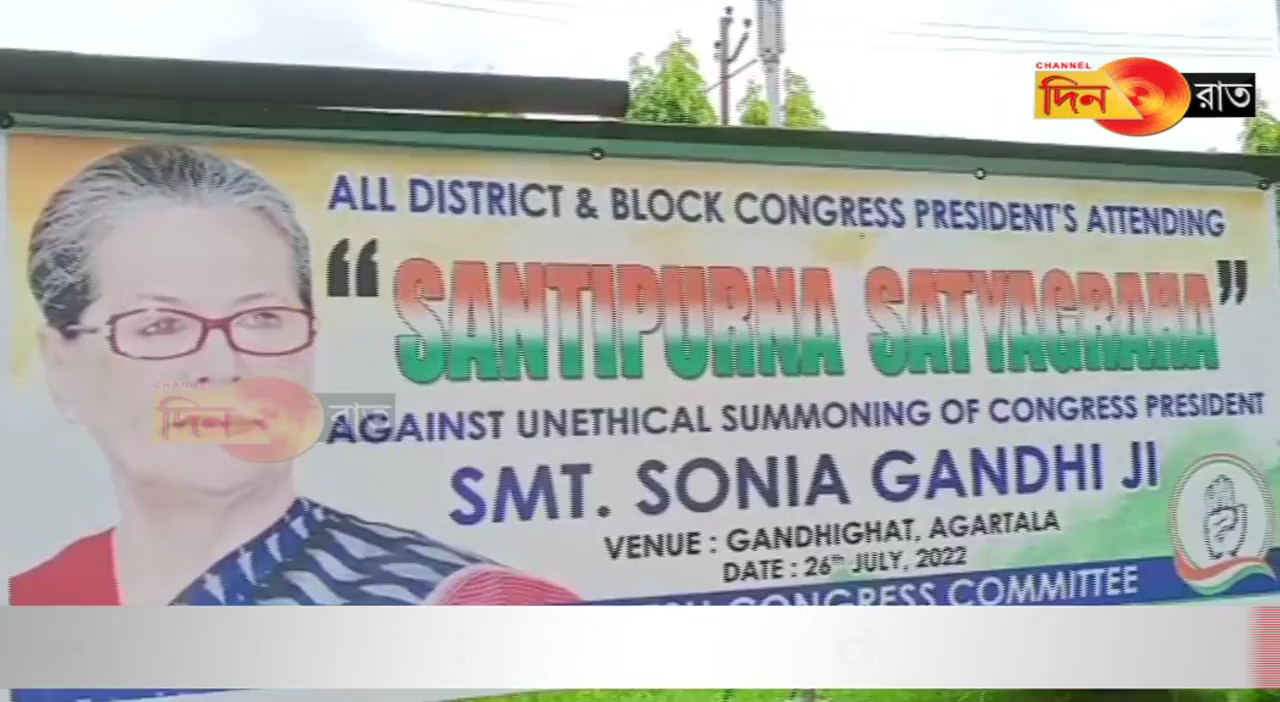 CHANNEL
দিন রাত
ALL DISTRICT & BLOCK CONGRESS PRESIDENT'S ATTENDING
“SANTIPURNA SATYAGRAHA”
CHANNEL
দিন রাত
AGAINST UNETHICAL SUMMONING OF CONGRESS PRESIDENT
SMT. SONIA GANDHI JI
VENUE : GANDHIGHAT, AGARTALA
DATE : 26TH JULY, 2022
CONGRESS COMMITTEE